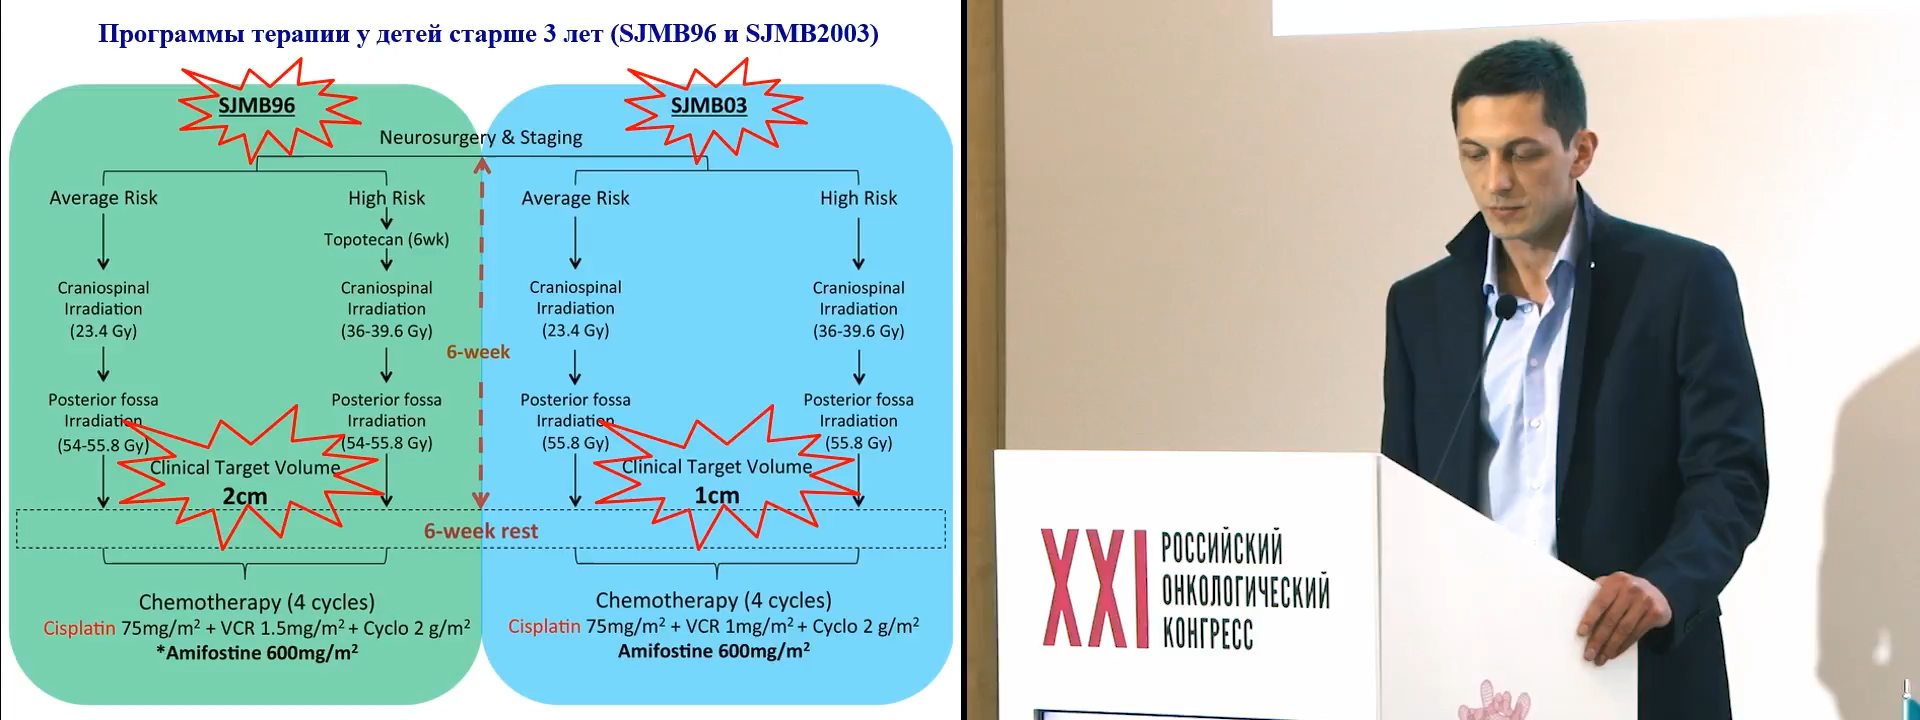 Программы терапии у детей старше 3 лет (SJMB96 и SJMB2003)
SJMB96
SJMB03
Neurosurgery & Staging
Average Risk
High Risk
Average Risk
High Risk
Topotecan (6wk)
Craniospinal
Irradiation
(23.4 Gy)
Craniospinal
Irradiation
(36-39.6 Gy)
Craniospinal
Irradiation
(23.4 Gy)
Craniospinal
Irradiation
(36-39.6 Gy)
6-week
Posterior fossa
Irradiation
(54-55.8 Gy)
Posterior fossa
Irradiation
(54-55.8 Gy)
Posterior fossa
Irradiation
(55.8 Gy)
Posterior fossa
Irradiation
(55.8 Gy)
Clinical Target Volume
2cm
Clinical Target Volume
1cm
6-week rest
Chemotherapy (4 cycles)
Cisplatin 75mg/m² + VCR 1.5mg/m² + Cyclo 2 g/m²
*Amifostine 600mg/m²
Chemotherapy (4 cycles)
Cisplatin 75mg/m² + VCR 1mg/m² + Cyclo 2 g/m²
Amifostine 600mg/m²
XXI РОССИЙСКИЙ
ОНКОЛОГИЧЕСКИЙ
КОНГРЕСС